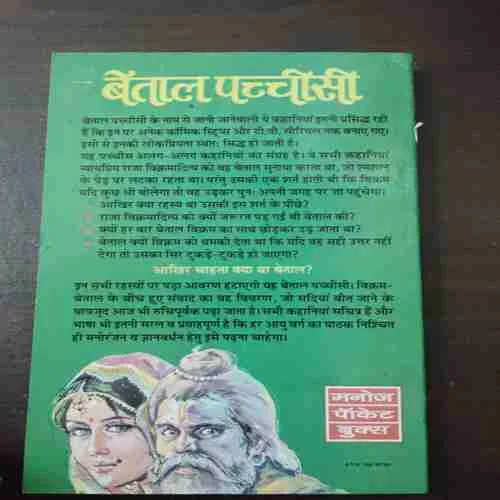 बेताल पच्चीसी
बेताल पच्चीसी के नाम से जानी जानेवाली ये कहानियां इतनी प्रसिद्ध रही
हैं कि इन पर अनेक कॉमिक स्ट्रिप्स और टी.वी. सीरियल तक बनाए गए।
इसी से इनकी लोकप्रियता स्वतः सिद्ध हो जाती है।
यह पच्चीस अलग-अलग कहानियों का संग्रह है। ये सभी कहानियां
न्यायप्रिय राजा विक्रमादित्य को वह बेताल सुनाया करता था, जो श्मशान
के पेड़ पर लटका रहता था। परंतु उसकी एक शर्त होती थी कि विक्रम
यदि कुछ भी बोलेगा तो वह उड़कर पुनः अपनी जगह पर जा पहुंचेगा।
आखिर क्या रहस्य था उसकी इस शर्त के पीछे?
राजा विक्रमादित्य को क्यों जरूरत पड़ गई थी बेताल की?
क्यों हर बार बेताल विक्रम का साथ छोड़कर उड़ जाता था?
बेताल क्यों विक्रम को धमकी देता था कि यदि वह सही उत्तर नहीं
देगा तो उसका सिर टुकड़े-टुकड़े हो जाएगा?
आखिर चाहता क्या था बेताल?
इन सभी रहस्यों पर पड़ा आवरण हटाएगी यह बेताल पच्चीसी। विक्रम-
बेताल के बीच हुए संवाद का वह विवरण, जो सदियां बीत जाने के
बावजूद आज भी रुचिपूर्वक पढ़ा जाता है। सभी कहानियां सचित्र हैं और
भाषा भी इतनी सरल व प्रवाहपूर्ण है कि हर आयु वर्ग का पाठक निश्चित
ही मनोरंजन व ज्ञानवर्धन हेतु इसे पढ़ना चाहेगा।
मनोज
पॉकेट
बुक्स